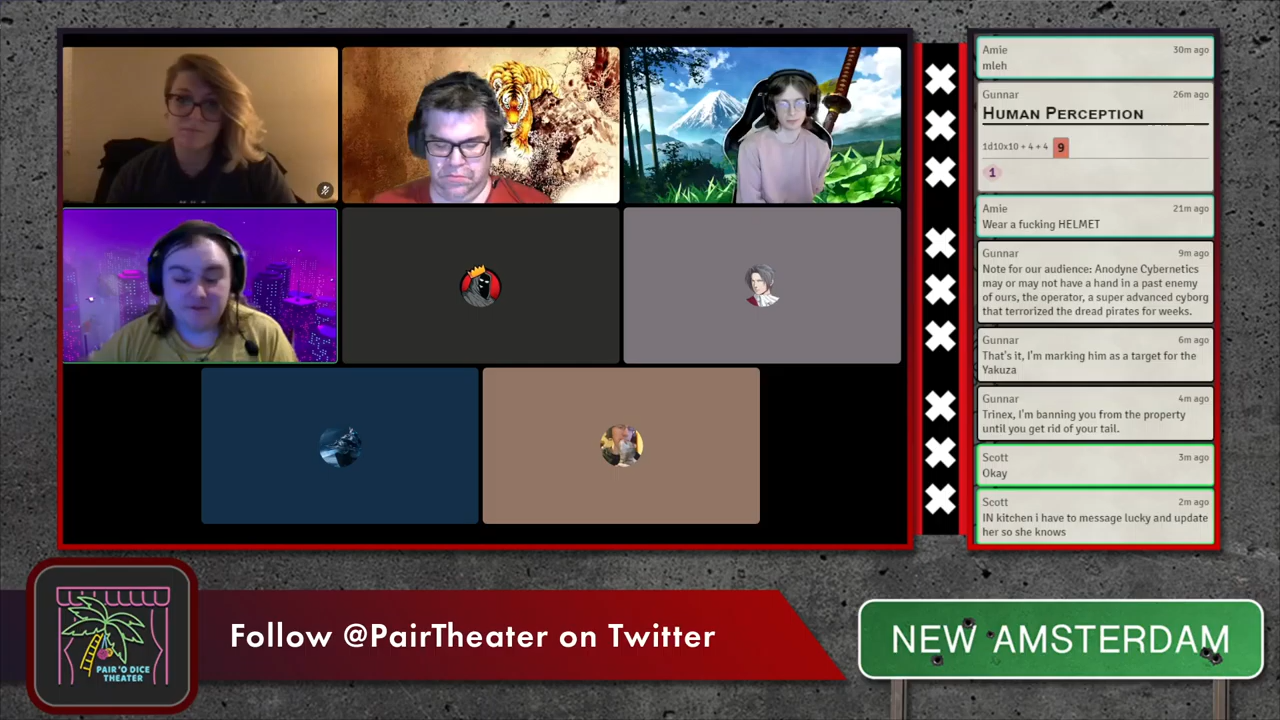 Amie 30m ago
mleh
Gunnar 26m ago
HUMAN PERCEPTION
1d10x10 + 4 + 4 9
1
Amie 21m ago
Wear a fucking HELMET
Gunnar 9m ago
Note for our audience: Anodyne Cybernetics
may or may not have a hand in a past enemy
of ours, the operator, a super advanced cyborg
that terrorized the dread pirates for weeks.
Gunnar 6m ago
That's it, I'm marking him as a target for the
Yakuza
Gunnar 4m ago
Trinex, I'm banning you from the property
until you get rid of your tail.
Scott 3m ago
Okay
Scott 2m ago
IN kitchen i have to message lucky and update
her so she knows
PAIR'O DICE
THEATER
Follow @PairTheater on Twitter
NEW AMSTERDAM